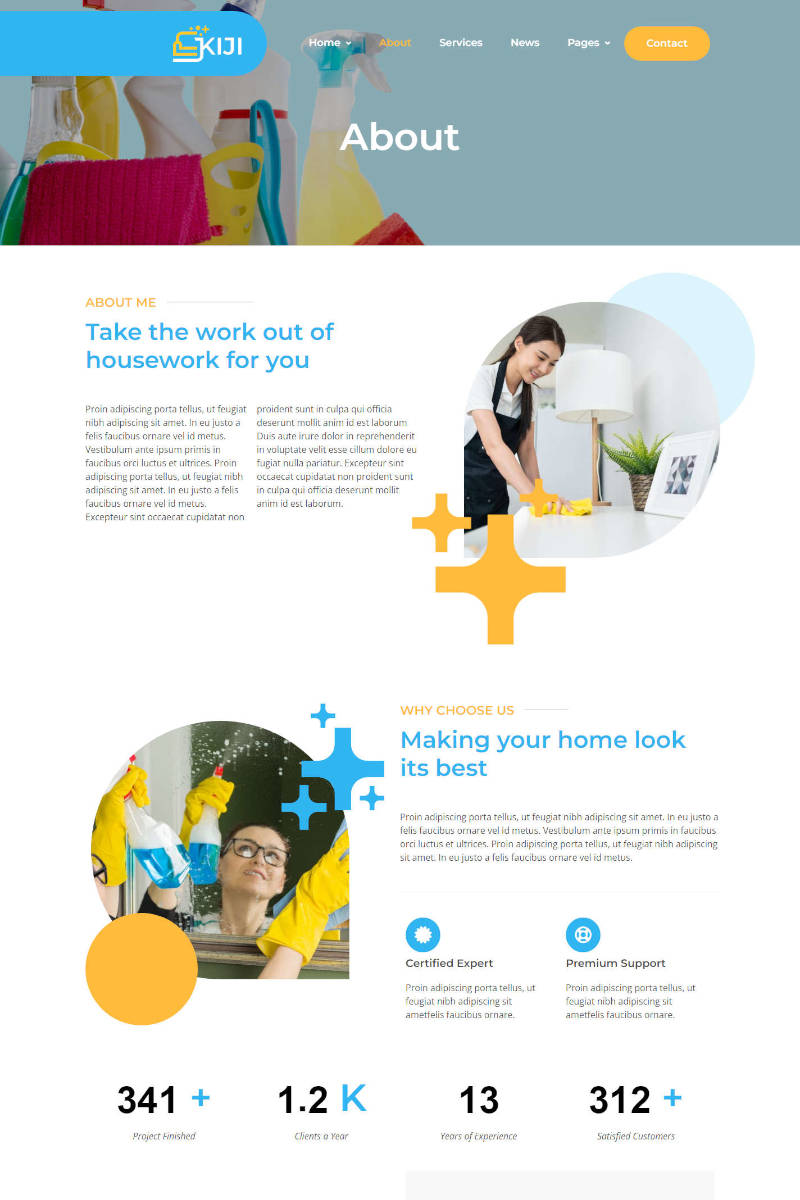 KIJI
Home
About
Services
News
Pages
Contact
About
ABOUT ME
Take the work out of
housework for you
Proin adipiscing porta tellus, ut feugiat
nibh adipiscing sit amet. In eu justo a
felis faucibus ornare vel id metus.
Vestibulum ante ipsum primis in
faucibus orci luctus et ultrices. Proin
adipiscing porta tellus, ut feugiat nibh
adipiscing sit amet. In eu justo a felis
faucibus ornare vel id metus.
Excepteur sint occaecat cupidatat non
proident sunt in culpa qui officia
deserunt mollit anim id est laborum
Duis aute irure dolor in reprehenderit
in voluptate velit esse cillum dolore eu
fugiat nulla pariatur. Excepteur sint
occaecat cupidatat non proident sunt
in culpa qui officia deserunt mollit
anim id est laborum.
WHY CHOOSE US
Making your home look
its best
Proin adipiscing porta tellus, ut feugiat nibh adipiscing sit amet. In eu justo a
felis faucibus ornare vel id metus. Vestibulum ante ipsum primis in faucibus
orci luctus et ultrices. Proin adipiscing porta tellus, ut feugiat nibh adipiscing
sit amet. In eu justo a felis faucibus ornare vel id metus.
Certified Expert
Proin adipiscing porta tellus, ut
feugiat nibh adipiscing sit
ametfelis faucibus ornare.
Premium Support
Proin adipiscing porta tellus, ut
feugiat nibh adipiscing sit
ametfelis faucibus ornare.
341 +
Project Finished
1.2 K
Clients a Year
13
Years of Experience
312 +
Satisfied Customers